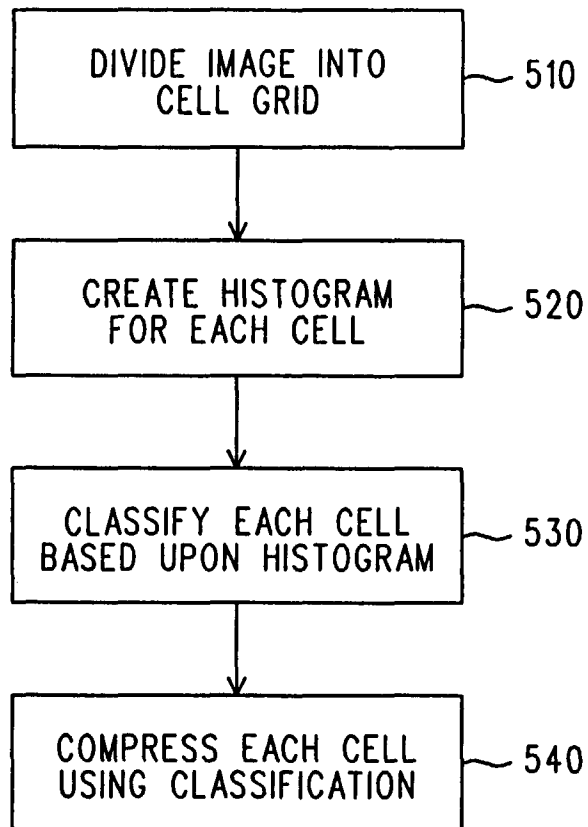 DIVIDE IMAGE INTO
CELL GRID
510
CREATE HISTOGRAM
FOR EACH CELL
520
CLASSIFY EACH CELL
BASED UPON HISTOGRAM
530
COMPRESS EACH CELL
USING CLASSIFICATION
540